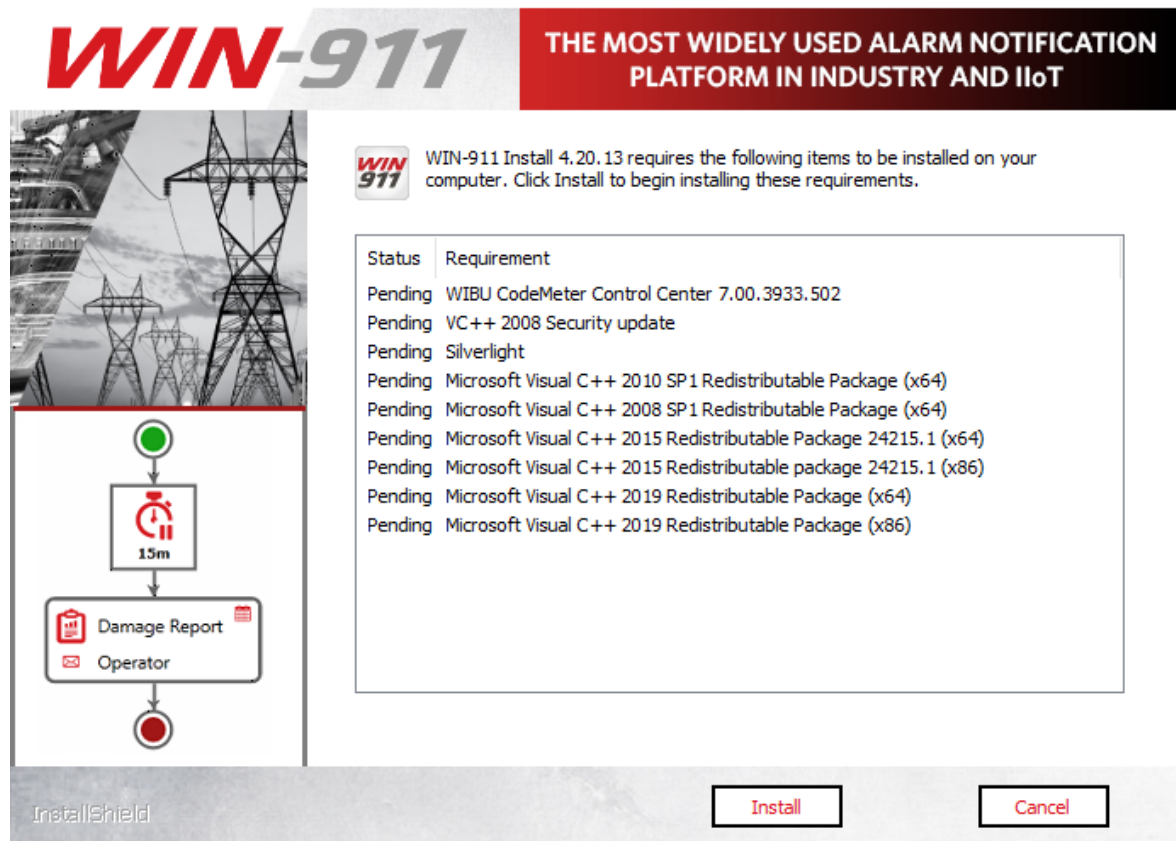 WIN-911
THE MOST WIDELY USED ALARM NOTIFICATION
PLATFORM IN INDUSTRY AND IIoT
WIN
911
WIN-911 Install 4.20.13 requires the following items to be installed on your
computer. Click Install to begin installing these requirements.
Status Requirement
Pending WIBU CodeMeter Control Center 7.00.3933.502
Pending VC++ 2008 Security update
Pending Silverlight
Pending Microsoft Visual C++ 2010 SP1 Redistributable Package (x64)
Pending Microsoft Visual C++ 2008 SP1 Redistributable Package (x64)
Pending Microsoft Visual C++ 2015 Redistributable Package 24215.1 (x64)
Pending Microsoft Visual C++ 2015 Redistributable package 24215.1 (x86)
Pending Microsoft Visual C++ 2019 Redistributable Package (x64)
Pending Microsoft Visual C++ 2019 Redistributable Package (x86)
15m
Damage Report
Operator
InstallShield
Install
Cancel